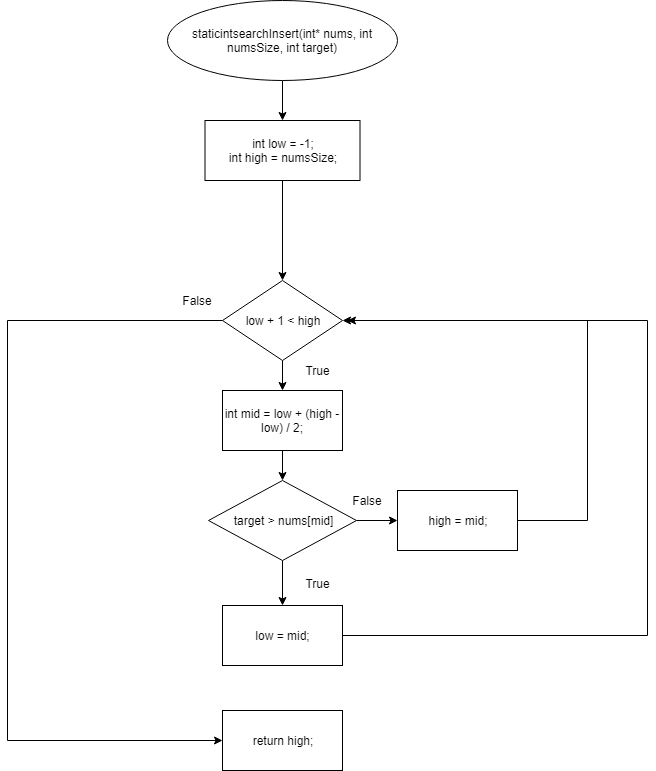 staticintsearchInsert(int* nums, int
numsSize, int target)
int low = -1;
int high = numsSize;
False
low + 1 < high
True
int mid = low + (high -
low) / 2;
False
target > nums[mid]
high = mid;
True
low = mid;
return high;